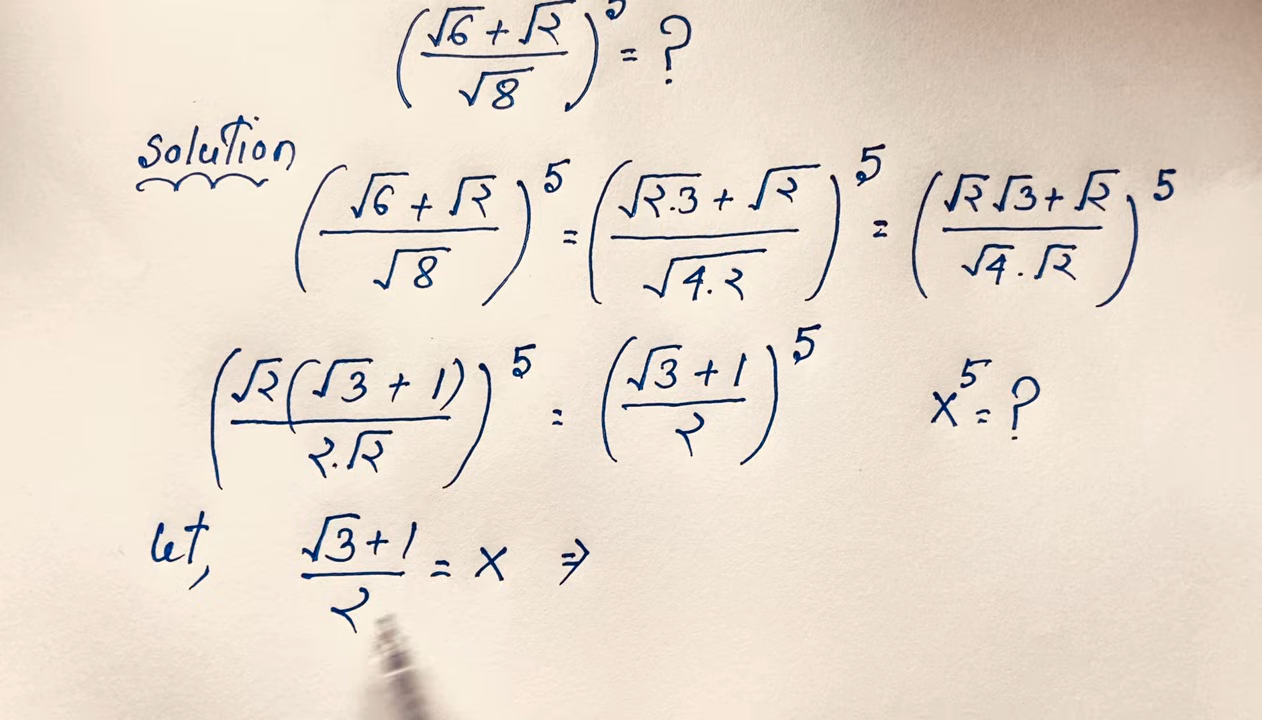 ((√6 + √2)/√8)^5 = ?
Solution
((√6 + √2)/√8)^5 = ((√2.3 + √2)/√4.2)^5 = ((√2 √3 + √2)/(√4 . √2))^5
((√2(√3 + 1))/(2.√2))^5 = ((√3 + 1)/2)^5 x^5 = ?
let, (√3 + 1)/2 = x ⇒